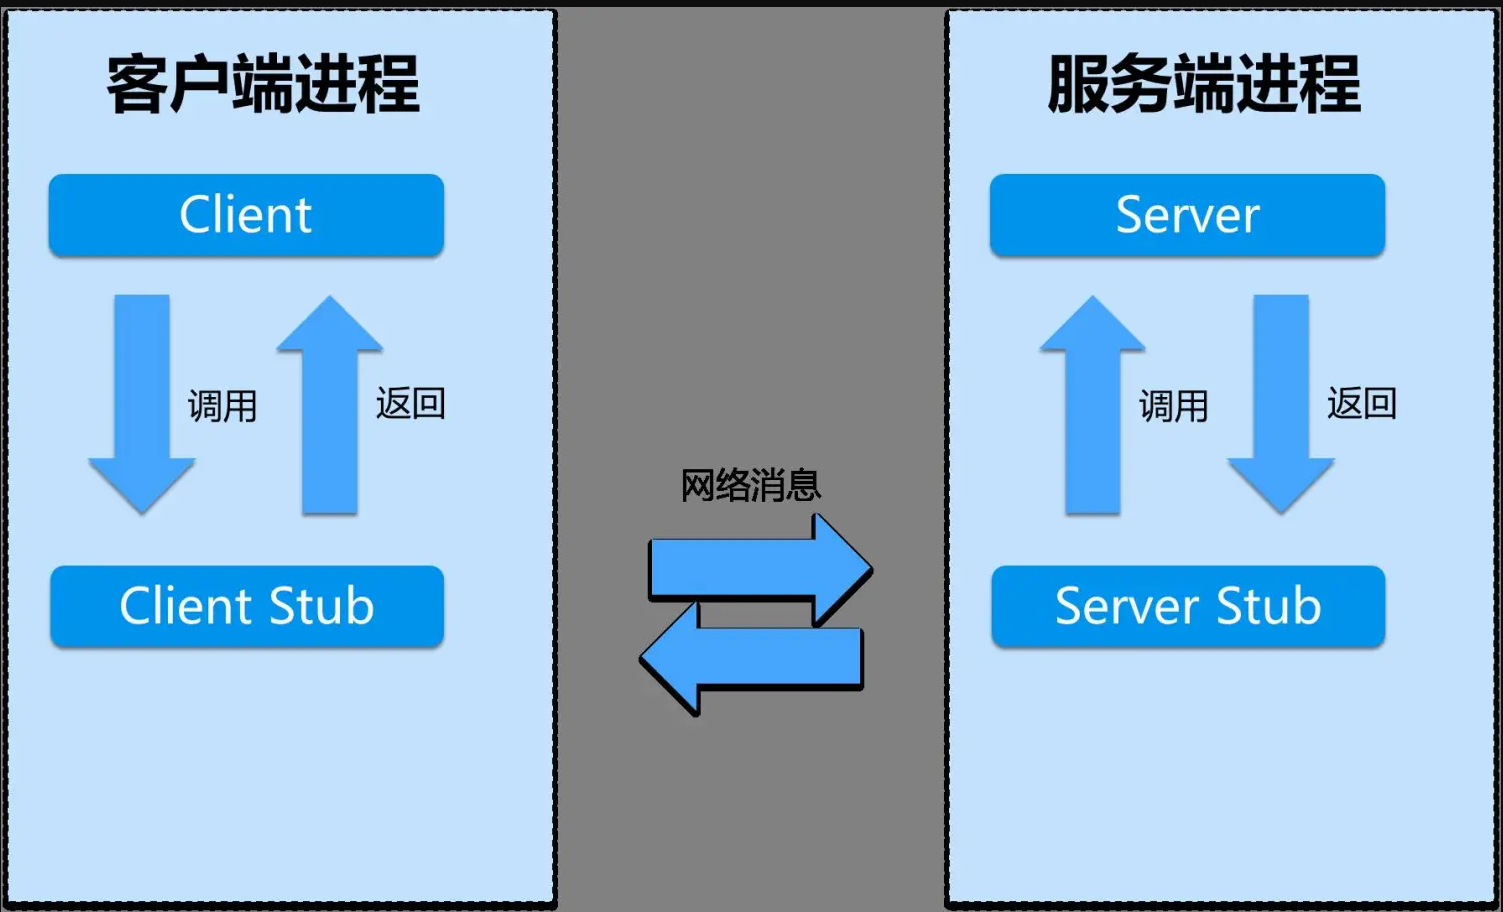 客户端进程
Client
调用
返回
Client Stub
网络消息
服务端进程
Server
调用
返回
Server Stub